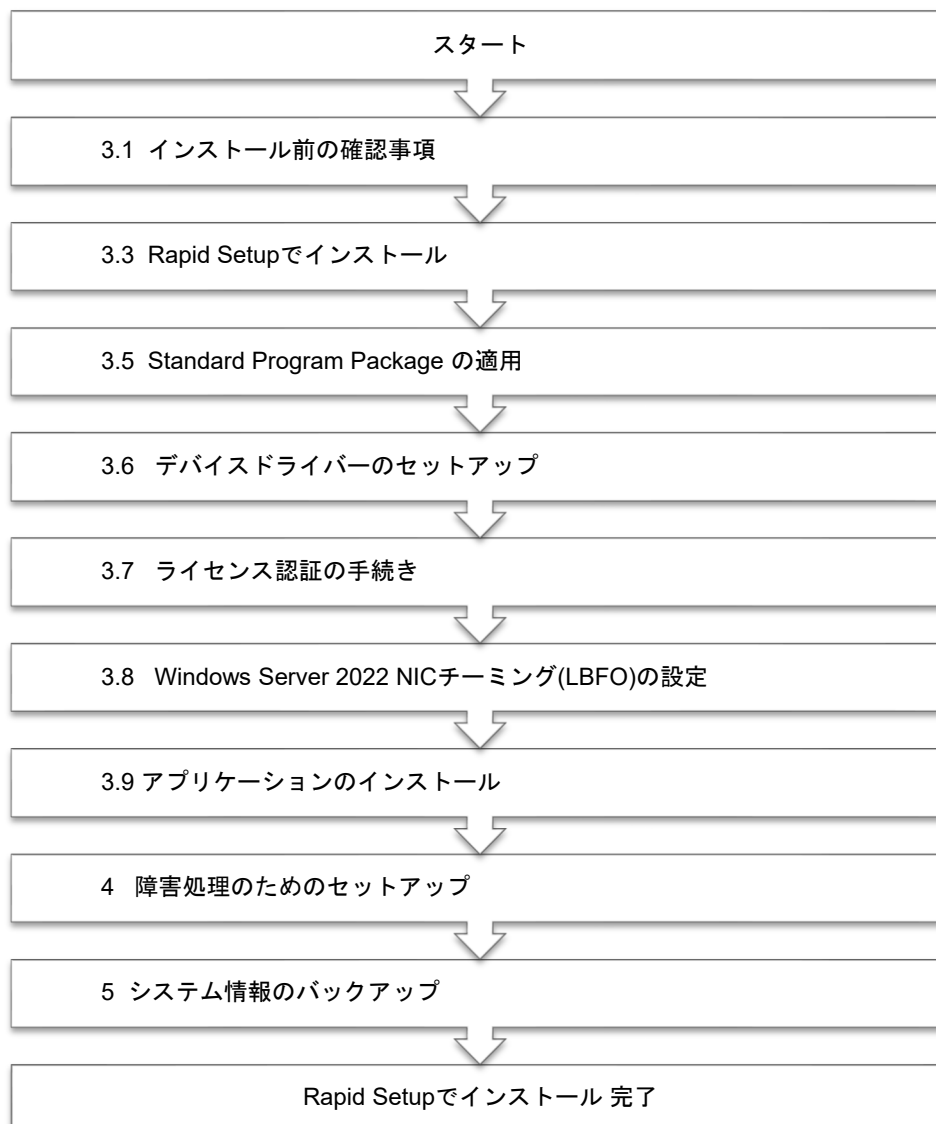 スタート
3.1 インストール前の確認事項
3.3 Rapid Setupでインストール
3.5 Standard Program Package の適用
3.6 デバイスドライバーのセットアップ
3.7 ライセンス認証の手続き
3.8 Windows Server 2022 NICチーミング(LBFO)の設定
3.9 アプリケーションのインストール
4 障害処理のためのセットアップ
5 システム情報のバックアップ
Rapid Setupでインストール 完了